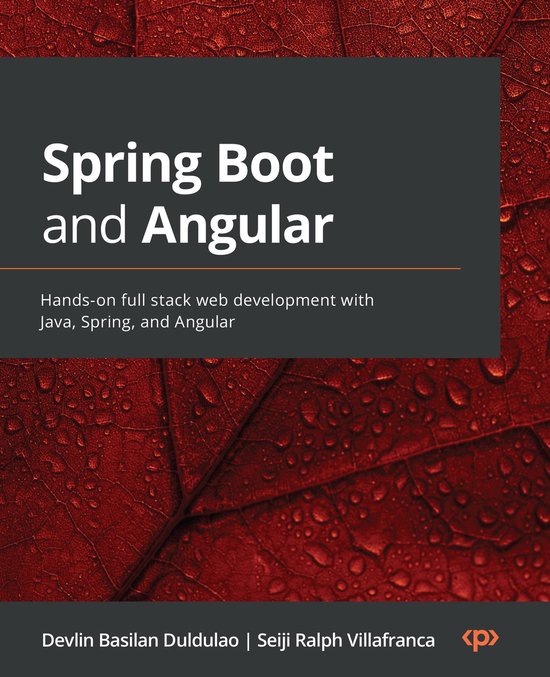 Spring Boot
and Angular
Hands-on full stack web development with
Java, Spring, and Angular
Devlin Basilan Duldulao | Seiji Ralph Villafranca
<p>